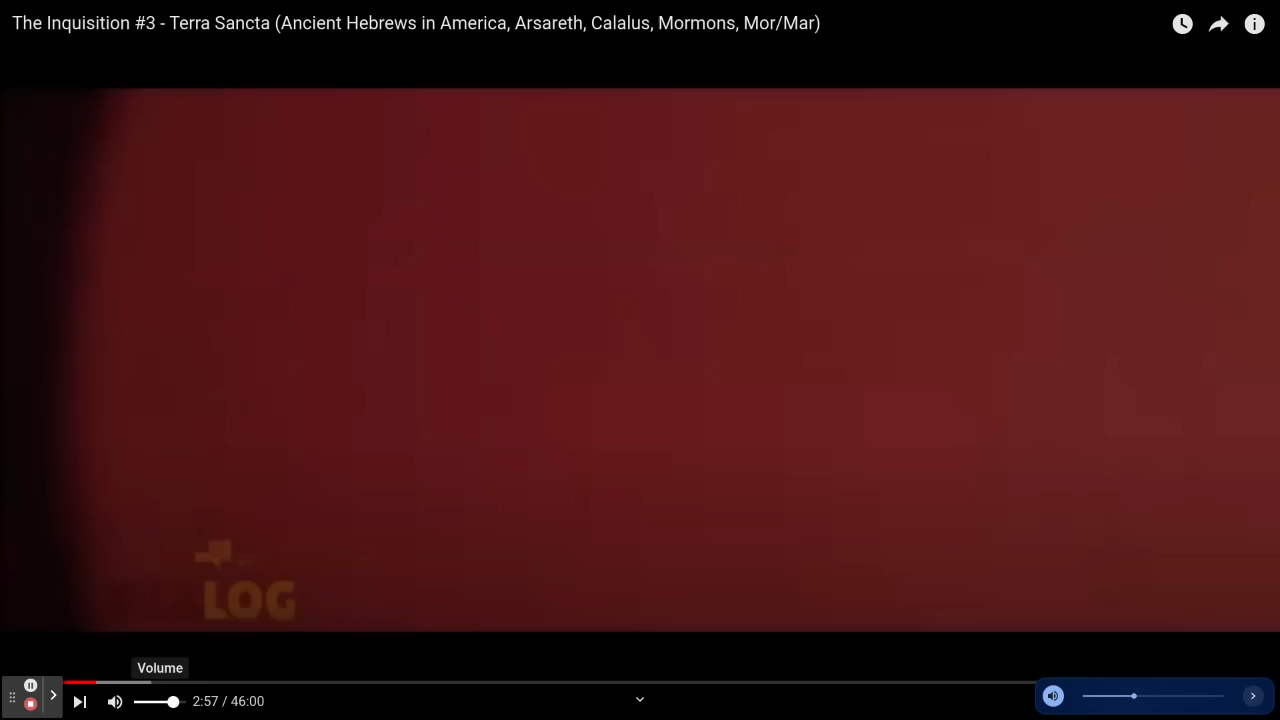 The Inquisition #3 - Terra Sancta (Ancient Hebrews in America, Arsareth, Calalus, Mormons, Mor/Mar)
LOG
Volume
2:57 / 46:00